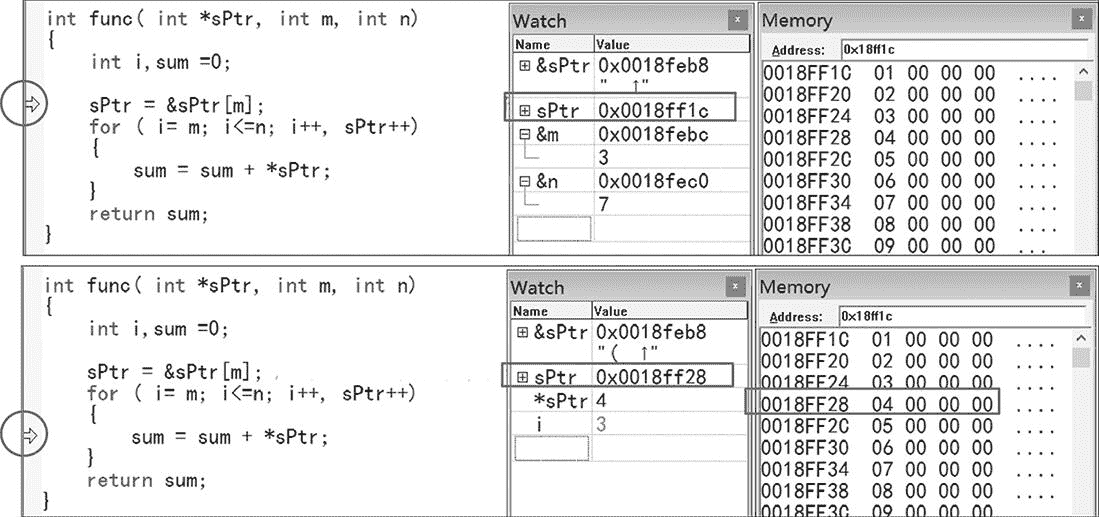 int func( int *sPtr, int m, int n)
{
int i,sum =0;
sPtr = &sPtr[m];
for ( i= m; i<=n; i++, sPtr++)
{
sum = sum + *sPtr;
}
return sum;
}
Watch
Name Value
&sPtr 0x0018feb8
" ↑"
sPtr 0x0018ff1c
&m 0x0018febc
3
&n 0x0018fec0
7
Memory
Address: 0x18ff1c
0018FF1C 01 00 00 00 ....
0018FF20 02 00 00 00 ....
0018FF24 03 00 00 00 ....
0018FF28 04 00 00 00 ....
0018FF2C 05 00 00 00 ....
0018FF30 06 00 00 00 ....
0018FF34 07 00 00 00 ....
0018FF38 08 00 00 00 ....
0018FF3C 09 00 00 00 ....
int func( int *sPtr, int m, int n)
{
int i,sum =0;
sPtr = &sPtr[m];
for ( i= m; i<=n; i++, sPtr++)
{
sum = sum + *sPtr;
}
return sum;
}
Watch
Name Value
&sPtr 0x0018feb8
"( ↑"
sPtr 0x0018ff28
*sPtr 4
i 3
Memory
Address: 0x18ff1c
0018FF1C 01 00 00 00 ....
0018FF20 02 00 00 00 ....
0018FF24 03 00 00 00 ....
0018FF28 04 00 00 00 ....
0018FF2C 05 00 00 00 ....
0018FF30 06 00 00 00 ....
0018FF34 07 00 00 00 ....
0018FF38 08 00 00 00 ....
0018FF3C 09 00 00 00 ....